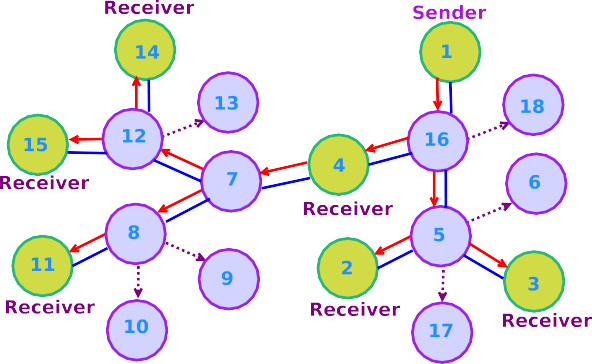 Receiver
Sender
14
1
13
18
12
16
15
4
7
6
Receiver
Receiver
8
5
11
9
2
3
Receiver
Receiver
Receiver
10
17